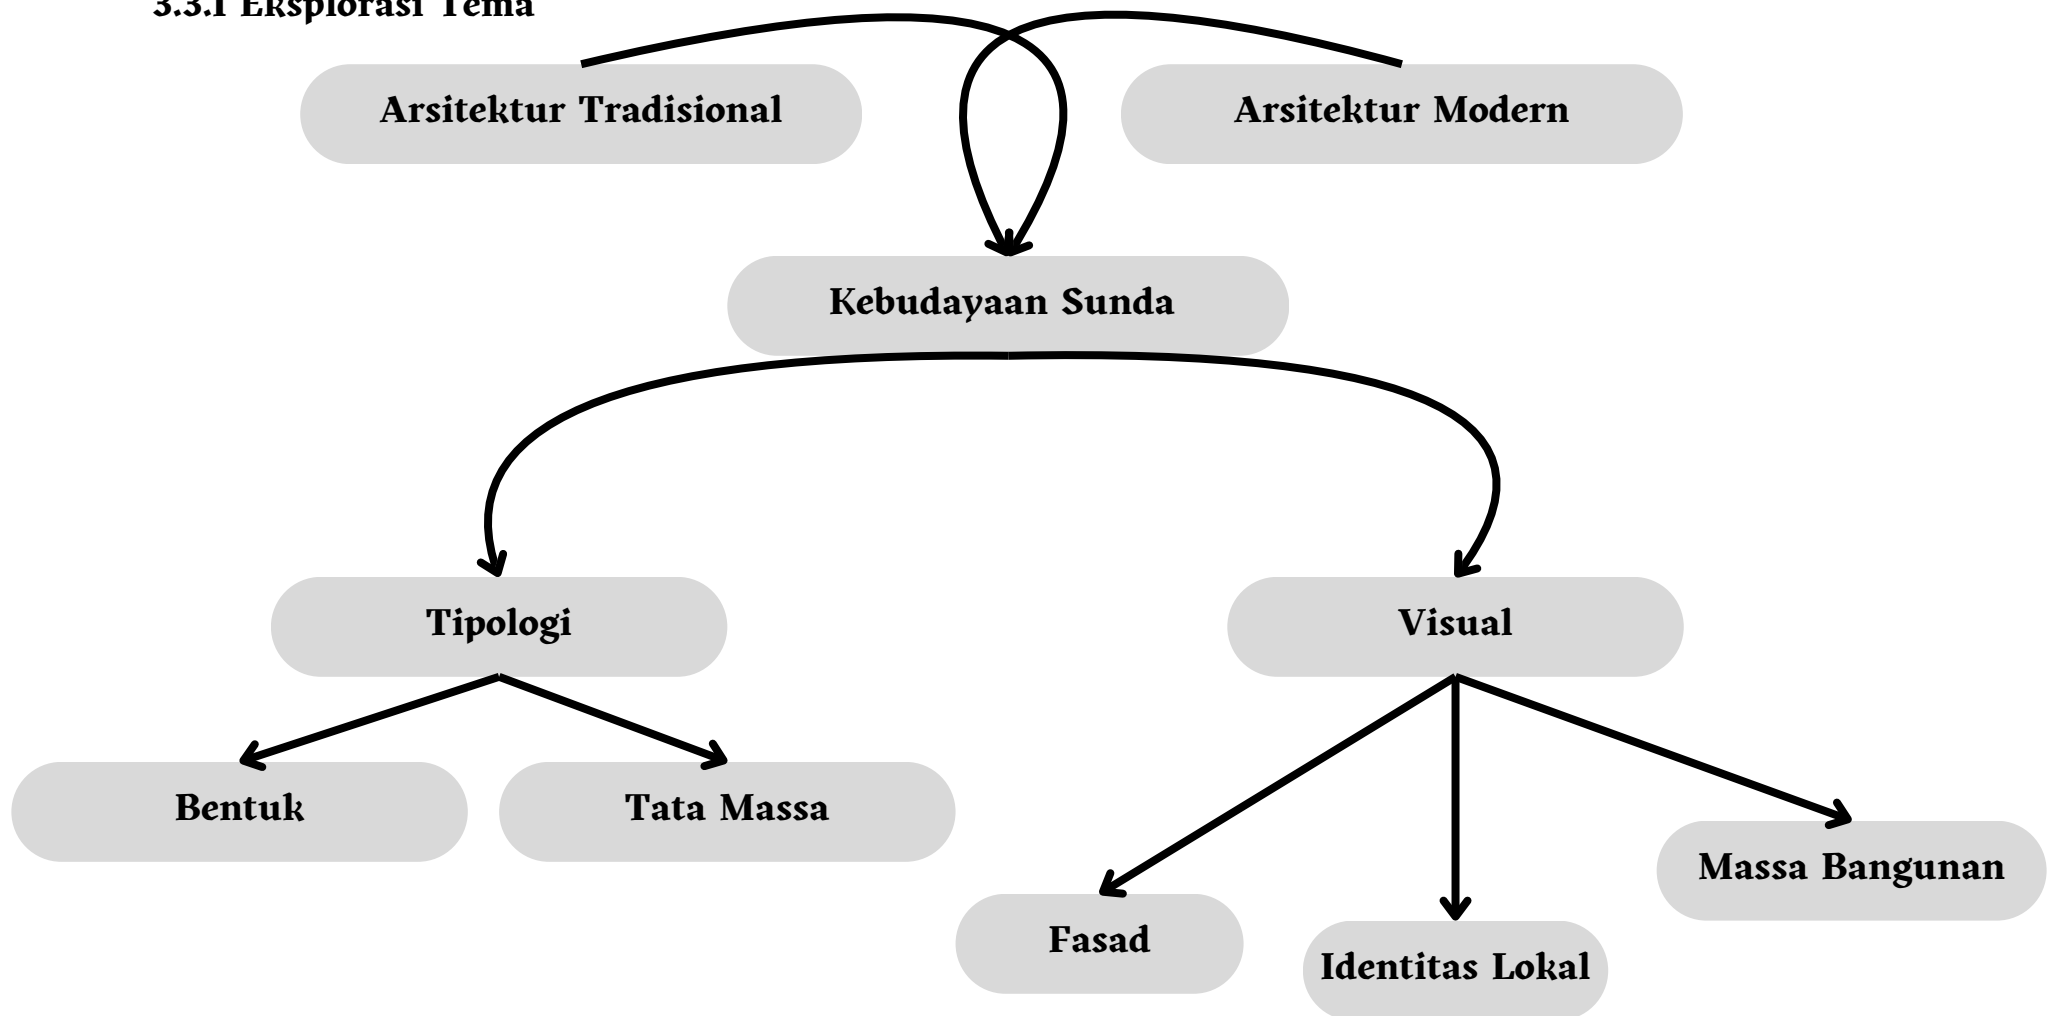 3.3.1 Eksplorasi Tema
Arsitektur Tradisional
Arsitektur Modern
Kebudayaan Sunda
Tipologi
Visual
Bentuk
Tata Massa
Massa Bangunan
Fasad
Identitas Lokal